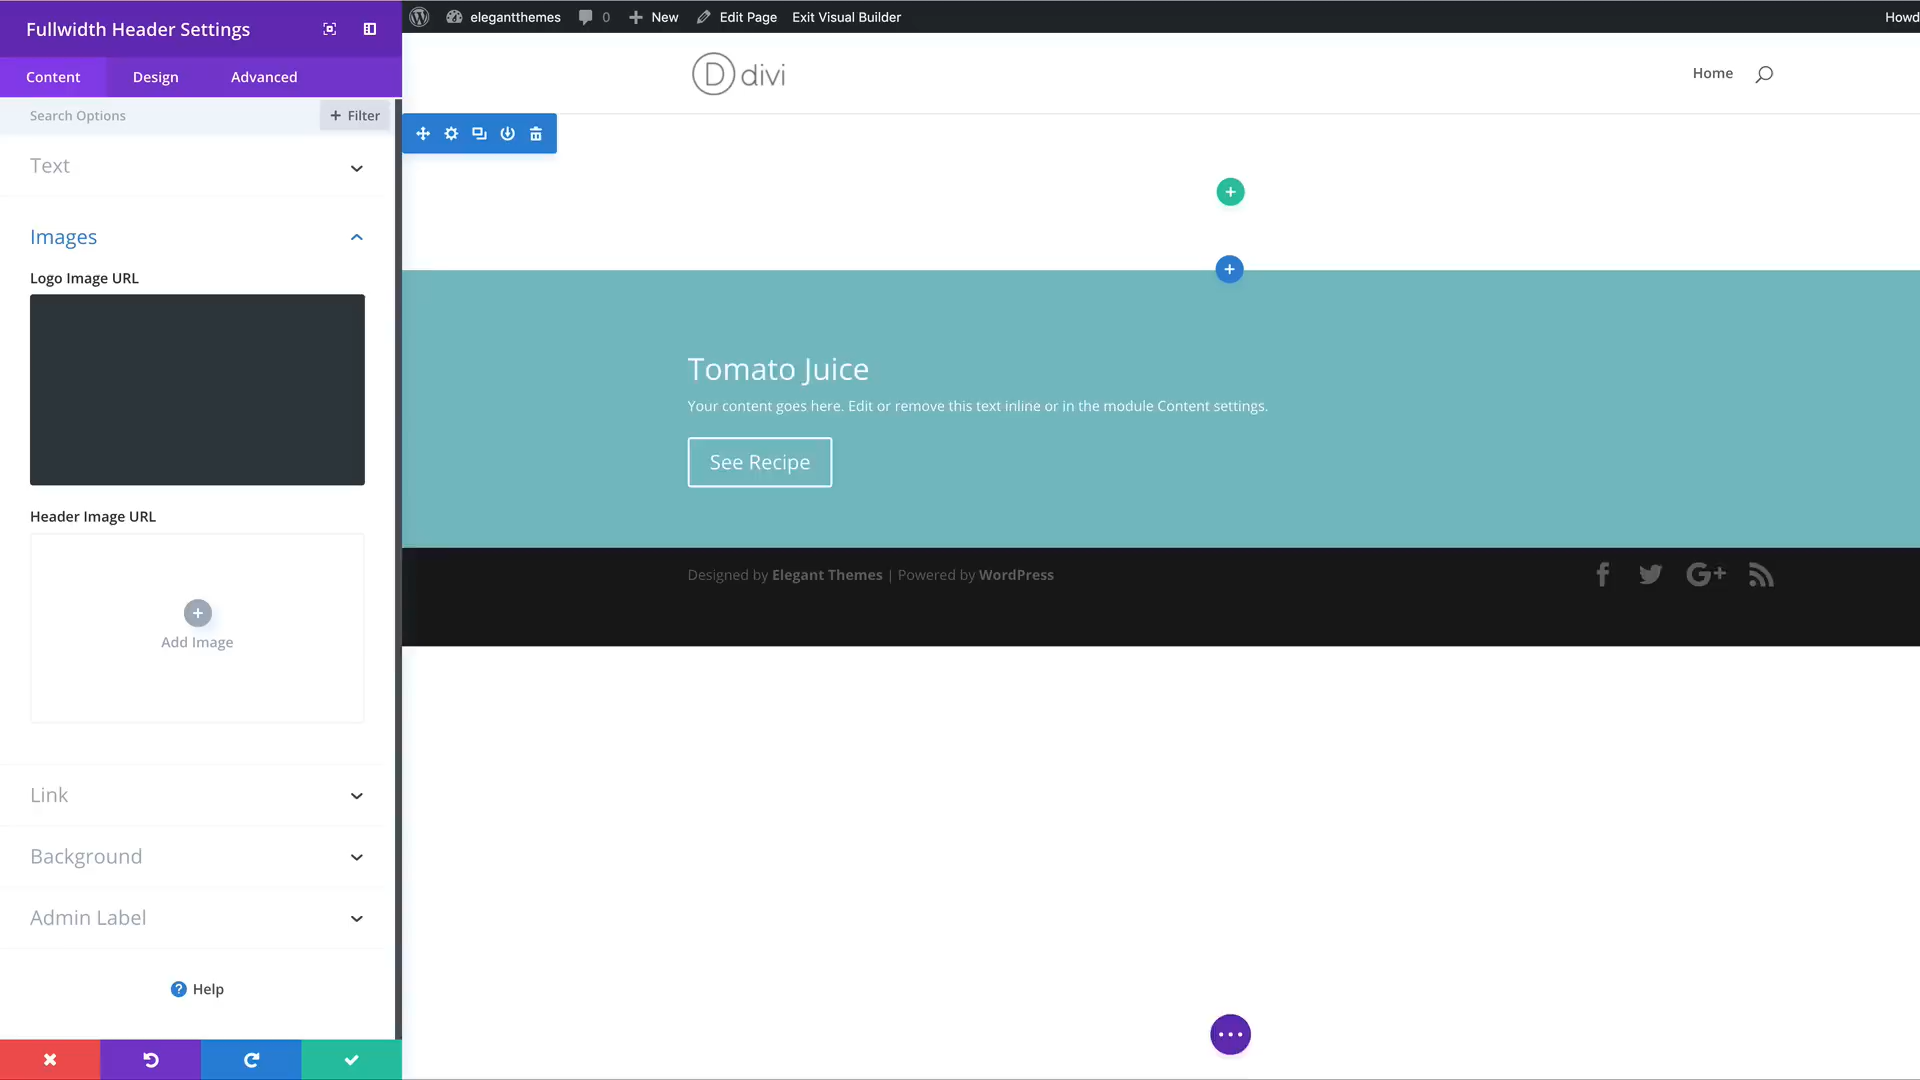 Fullwidth Header Settings
Content Design Advanced
Search Options + Filter
Text
Images
Logo Image URL
Header Image URL
Add Image
Link
Background
Admin Label
Help
elegantthemes 0 New Edit Page Exit Visual Builder Howd
divi
Home
Tomato Juice
Your content goes here. Edit or remove this text inline or in the module Content settings.
See Recipe
Designed by Elegant Themes | Powered by WordPress